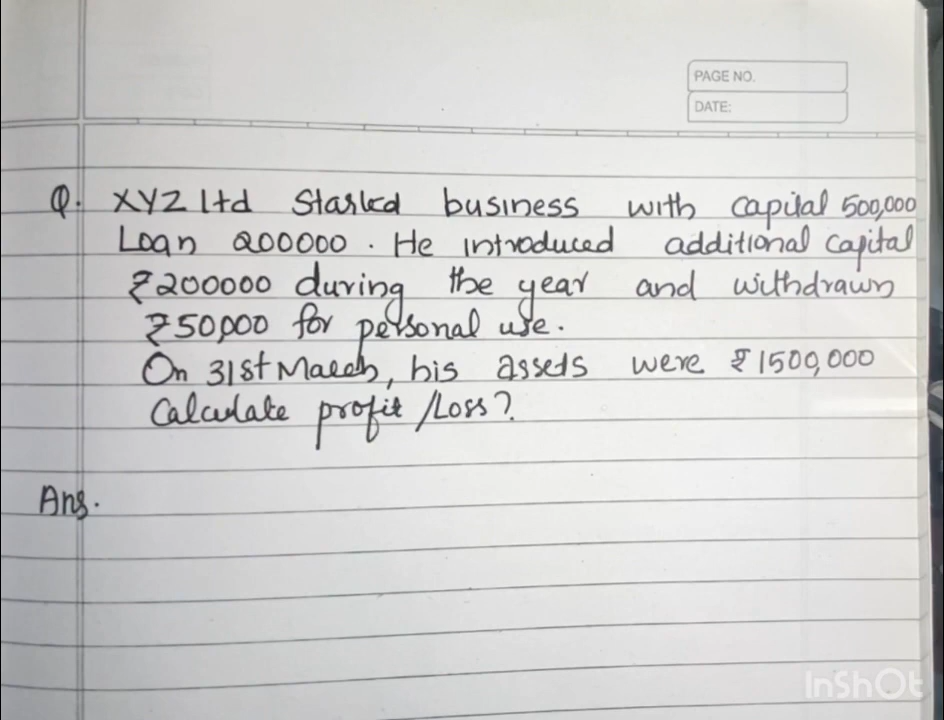 PAGE NO.
DATE:
Q. XYZ Ltd Started business with capital 500,000
Loan 200000. He introduced additional capital
₹200000 during the year and withdrawn
₹50,000 for personal use.
On 31st March, his assets were ₹1500,000
Calculate profit /Loss?
Ans.
InShOt